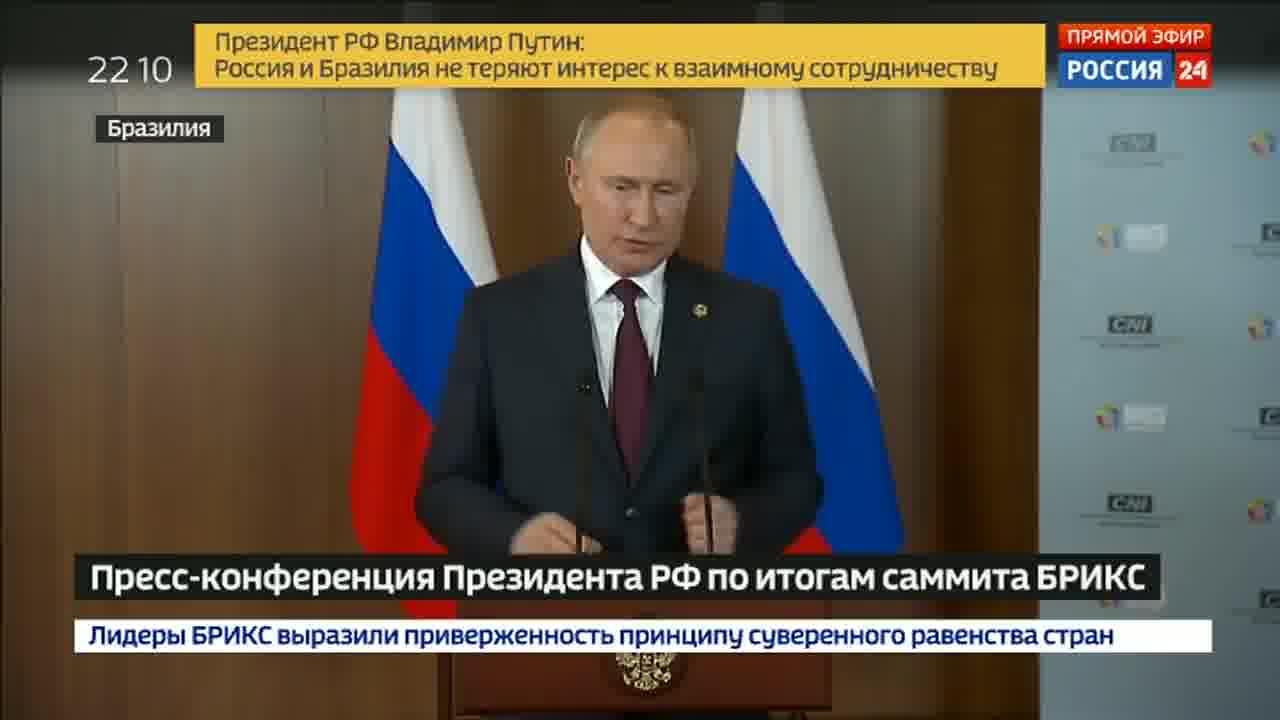 22 10
Президент РФ Владимир Путин:
Россия и Бразилия не теряют интерес к взаимному сотрудничеству
ПРЯМОЙ ЭФИР
РОССИЯ 24
Бразилия
CNI
CNI
CNI
Пресс-конференция Президента РФ по итогам саммита БРИКС
Лидеры БРИКС выразили приверженность принципу суверенного равенства стран